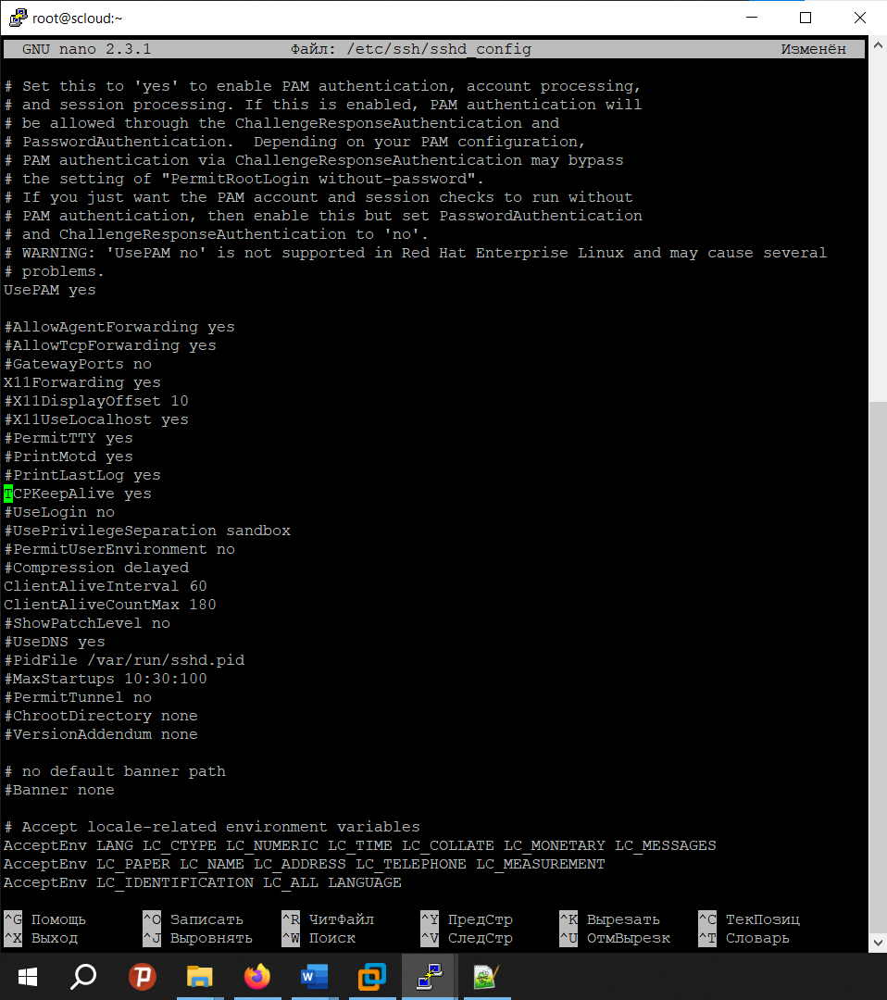 root@scloud:~
GNU nano 2.3.1 Файл: /etc/ssh/sshd_config Изменён
# Set this to 'yes' to enable PAM authentication, account processing,
# and session processing. If this is enabled, PAM authentication will
# be allowed through the ChallengeResponseAuthentication and
# PasswordAuthentication.  Depending on your PAM configuration,
# PAM authentication via ChallengeResponseAuthentication may bypass
# the setting of "PermitRootLogin without-password".
# If you just want the PAM account and session checks to run without
# PAM authentication, then enable this but set PasswordAuthentication
# and ChallengeResponseAuthentication to 'no'.
# WARNING: 'UsePAM no' is not supported in Red Hat Enterprise Linux and may cause several
# problems.
UsePAM yes
#AllowAgentForwarding yes
#AllowTcpForwarding yes
#GatewayPorts no
X11Forwarding yes
#X11DisplayOffset 10
#X11UseLocalhost yes
#PermitTTY yes
#PrintMotd yes
#PrintLastLog yes
TCPKeepAlive yes
#UseLogin no
#UsePrivilegeSeparation sandbox
#PermitUserEnvironment no
#Compression delayed
ClientAliveInterval 60
ClientAliveCountMax 180
#ShowPatchLevel no
#UseDNS yes
#PidFile /var/run/sshd.pid
#MaxStartups 10:30:100
#PermitTunnel no
#ChrootDirectory none
#VersionAddendum none
# no default banner path
#Banner none
# Accept locale-related environment variables
AcceptEnv LANG LC_CTYPE LC_NUMERIC LC_TIME LC_COLLATE LC_MONETARY LC_MESSAGES
AcceptEnv LC_PAPER LC_NAME LC_ADDRESS LC_TELEPHONE LC_MEASUREMENT
AcceptEnv LC_IDENTIFICATION LC_ALL LANGUAGE
^G Помощь ^O Записать ^R ЧитФайл ^Y ПредСтр ^K Вырезать ^C ТекПозиц
^X Выход ^J Выровнять ^W Поиск ^V СледСтр ^U ОтмВырезк ^T Словарь